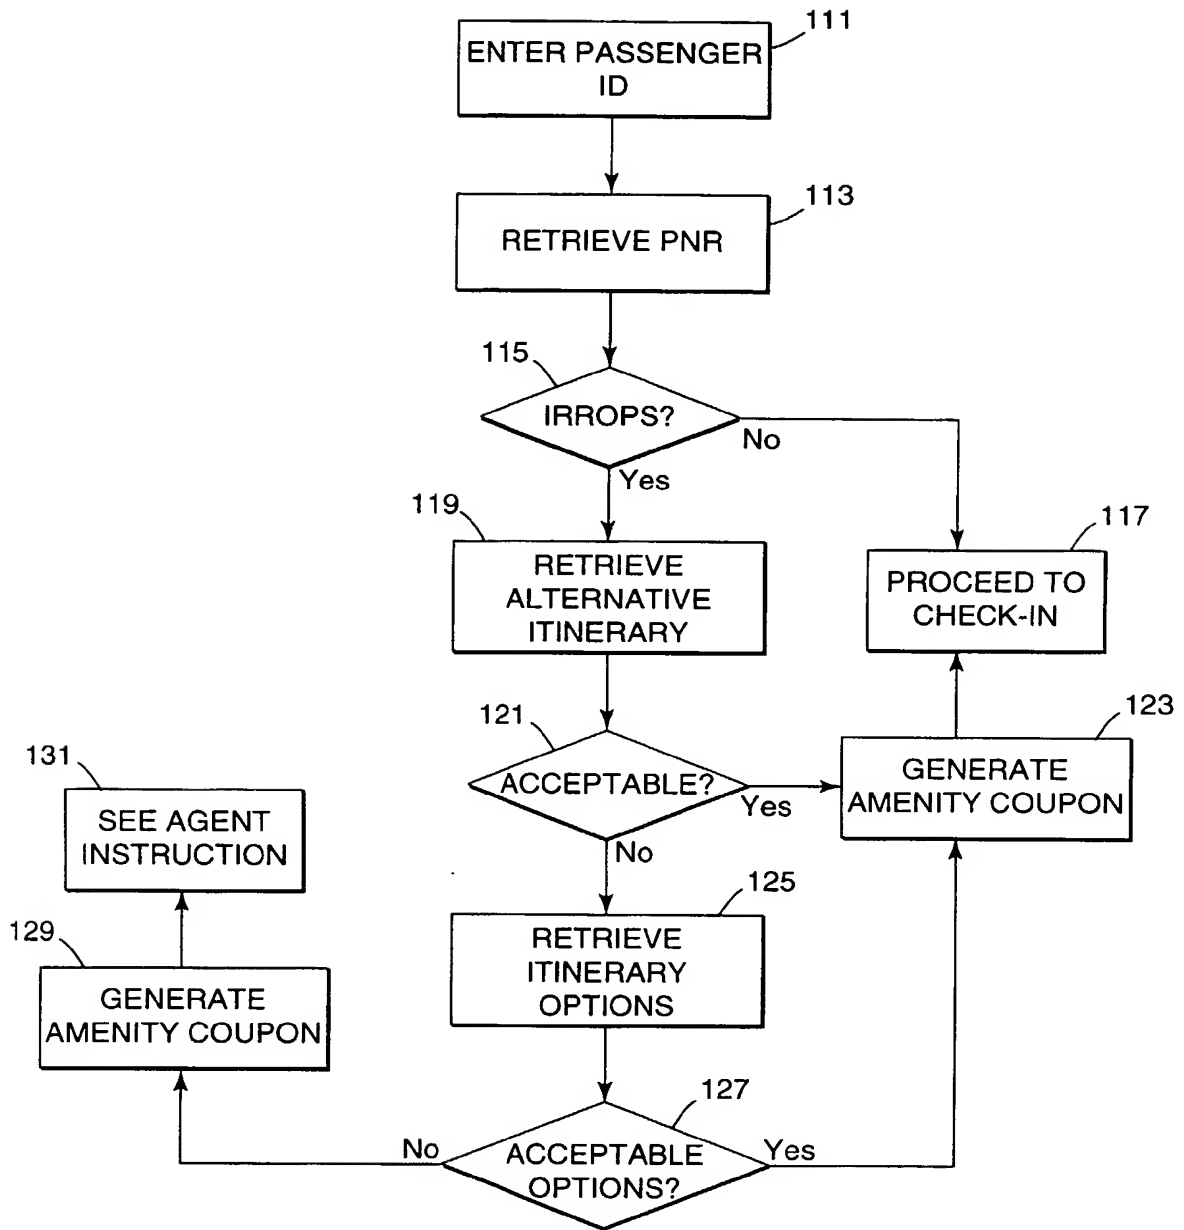 111
ENTER PASSENGER
ID
113
RETRIEVE PNR
115
IRROPS?
No
Yes
119
RETRIEVE
ALTERNATIVE
ITINERARY
117
PROCEED TO
CHECK-IN
121
ACCEPTABLE?
Yes
No
123
GENERATE
AMENITY COUPON
131
SEE AGENT
INSTRUCTION
125
RETRIEVE
ITINERARY
OPTIONS
129
GENERATE
AMENITY COUPON
127
No
ACCEPTABLE
OPTIONS?
Yes